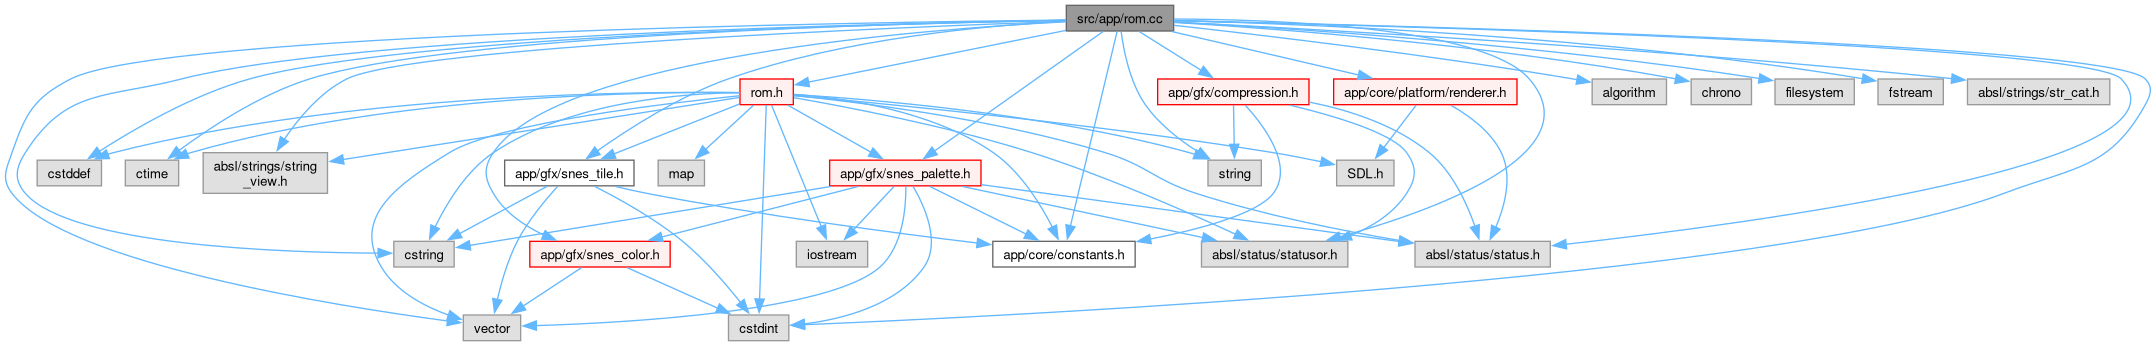 src/app/rom.cc
rom.h
app/gfx/compression.h
app/core/platform/renderer.h
algorithm
chrono
filesystem
fstream
absl/strings/str_cat.h
cstddef
ctime
absl/strings/string
_view.h
app/gfx/snes_tile.h
map
app/gfx/snes_palette.h
string
SDL.h
cstring
app/gfx/snes_color.h
iostream
app/core/constants.h
absl/status/statusor.h
absl/status/status.h
vector
cstdint